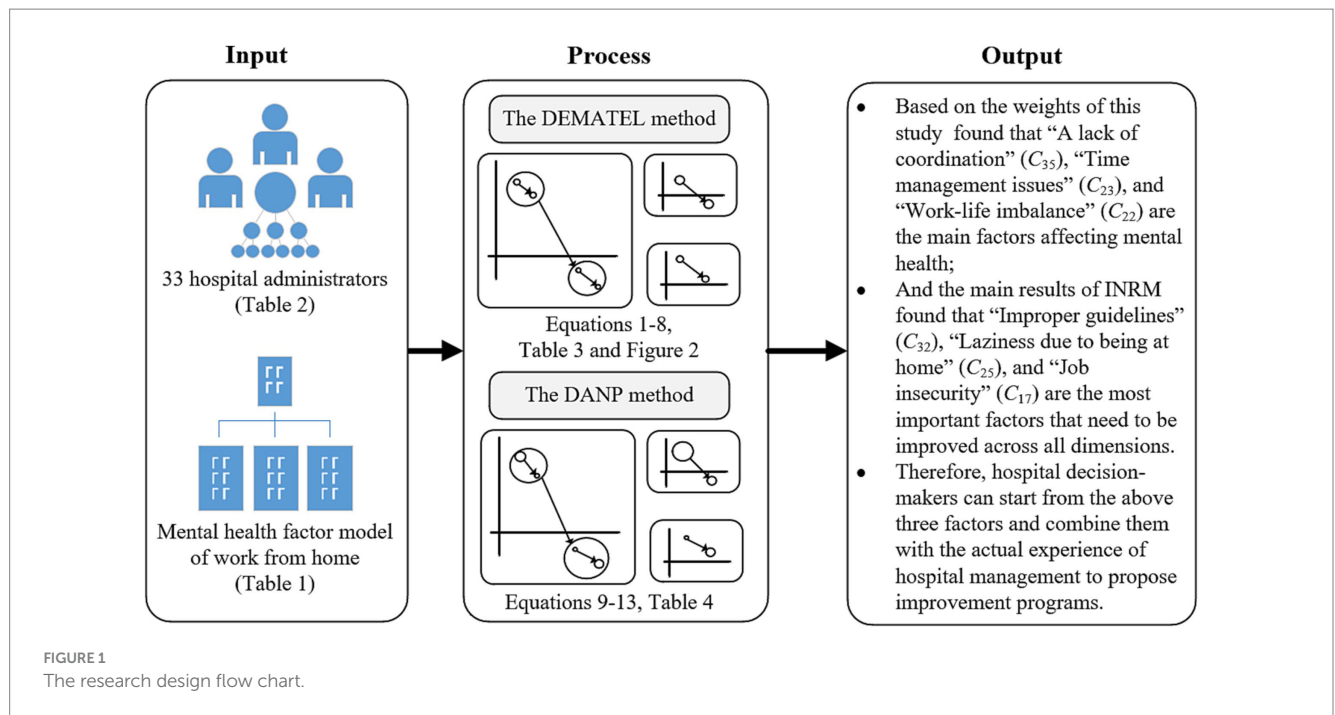 Input
33 hospital administrators
(Table 2)
Mental health factor model
of work from home
(Table 1)
Process
The DEMATEL method
Equations 1-8,
Table 3 and Figure 2
The DANP method
Equations 9-13, Table 4
Output
• Based on the weights of this
study found that “A lack of
coordination” (C35), “Time
management issues” (C23), and
“Work-life imbalance” (C22) are
the main factors affecting mental
health;
• And the main results of INRM
found that “Improper guidelines”
(C32), “Laziness due to being at
home” (C25), and “Job
insecurity” (C17) are the most
important factors that need to be
improved across all dimensions.
• Therefore, hospital decision-
makers can start from the above
three factors and combine them
with the actual experience of
hospital management to propose
improvement programs.
FIGURE 1
The research design flow chart.